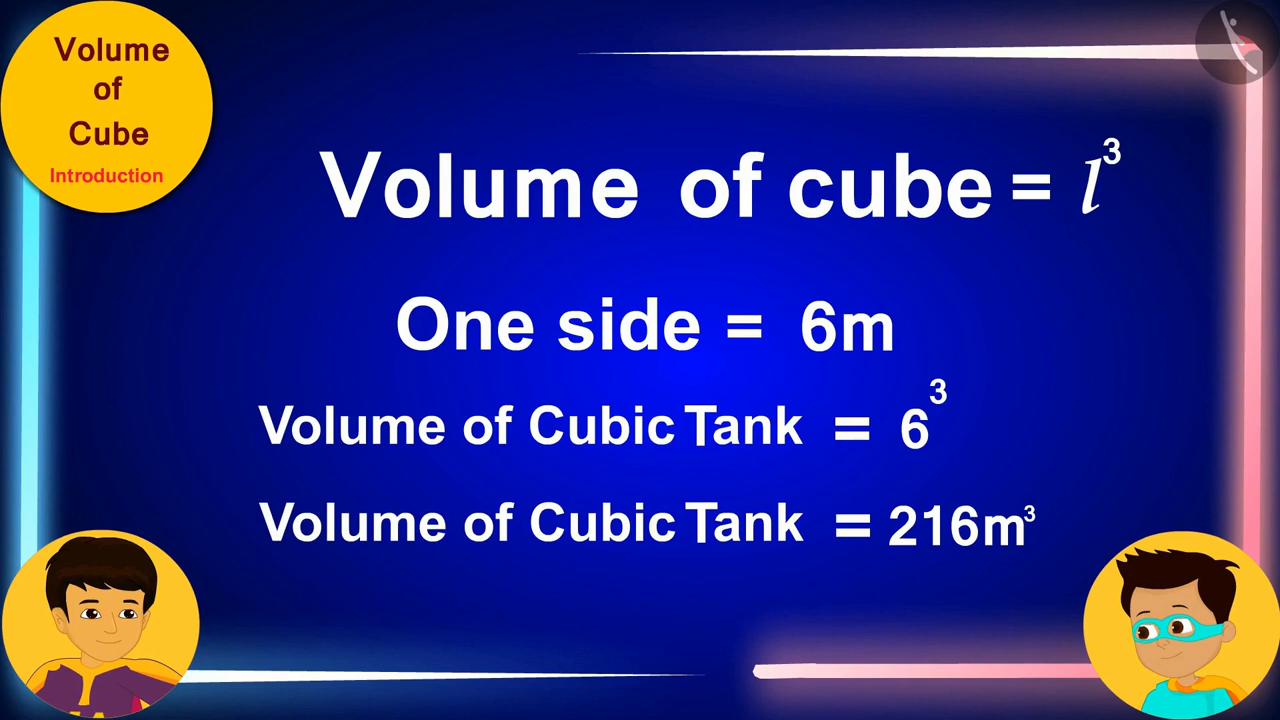 Volume
of
Cube
Introduction
Volume of cube = l³
One side = 6m
Volume of Cubic Tank = 6³
Volume of Cubic Tank = 216m³